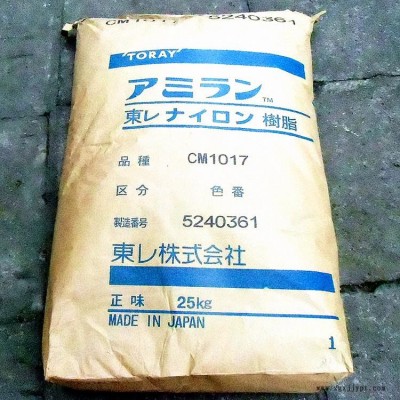 CM1017 5240361
TORAY
アミラン™
東レナイロン 樹脂
品種 CM1017
区分 色番
製造番号 5240361
東レ株式会社
正味 25kg
MADE IN JAPAN
1